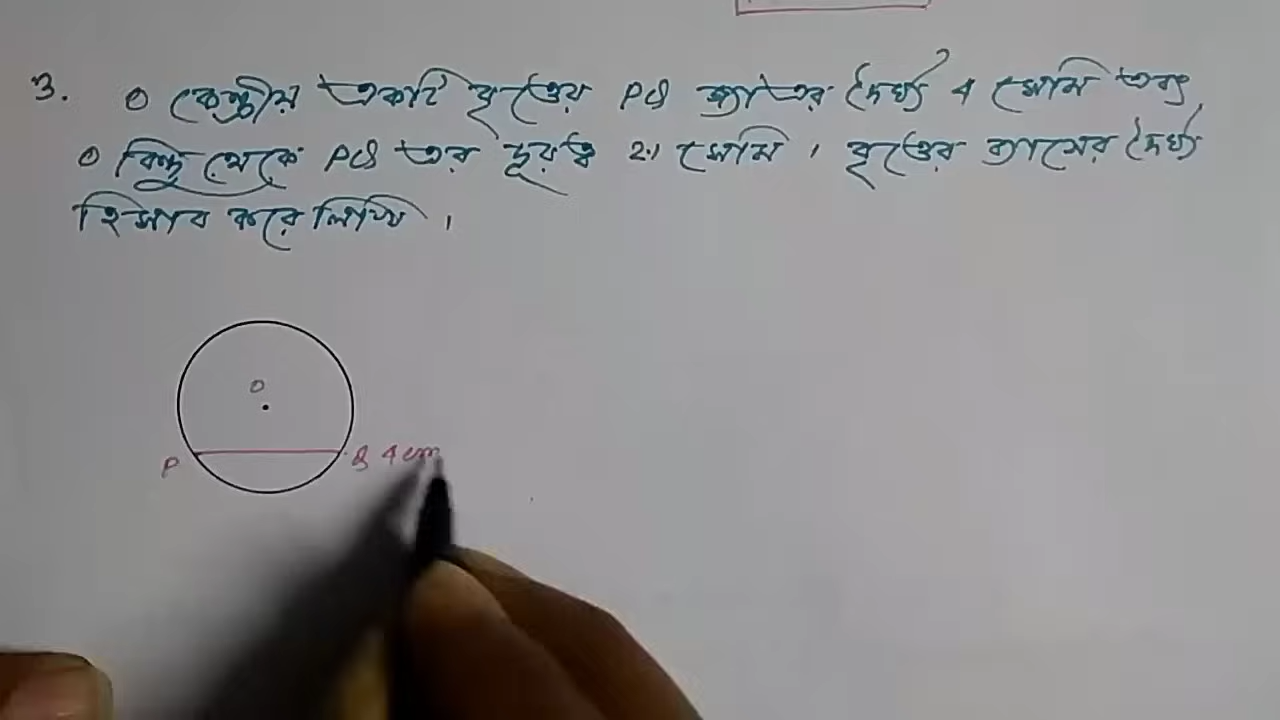 3. O কেন্দ্রীয় একটি বৃত্তের PQ জ্যা এর দৈর্ঘ্য 4 সেমি এবং
O বিন্দু থেকে PQ এর দূরত্ব 2.1 সেমি । বৃত্তের ব্যাসের দৈর্ঘ্য
হিসাব করে লিখি ।
O
P Q 4 cm